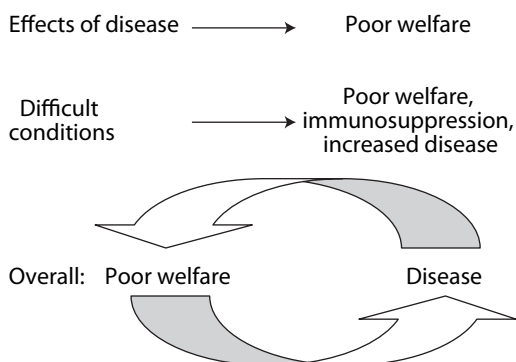 Effects of disease
Poor welfare
Difficult
conditions
Poor welfare,
immunosuppression,
increased disease
Overall: Poor welfare
Disease